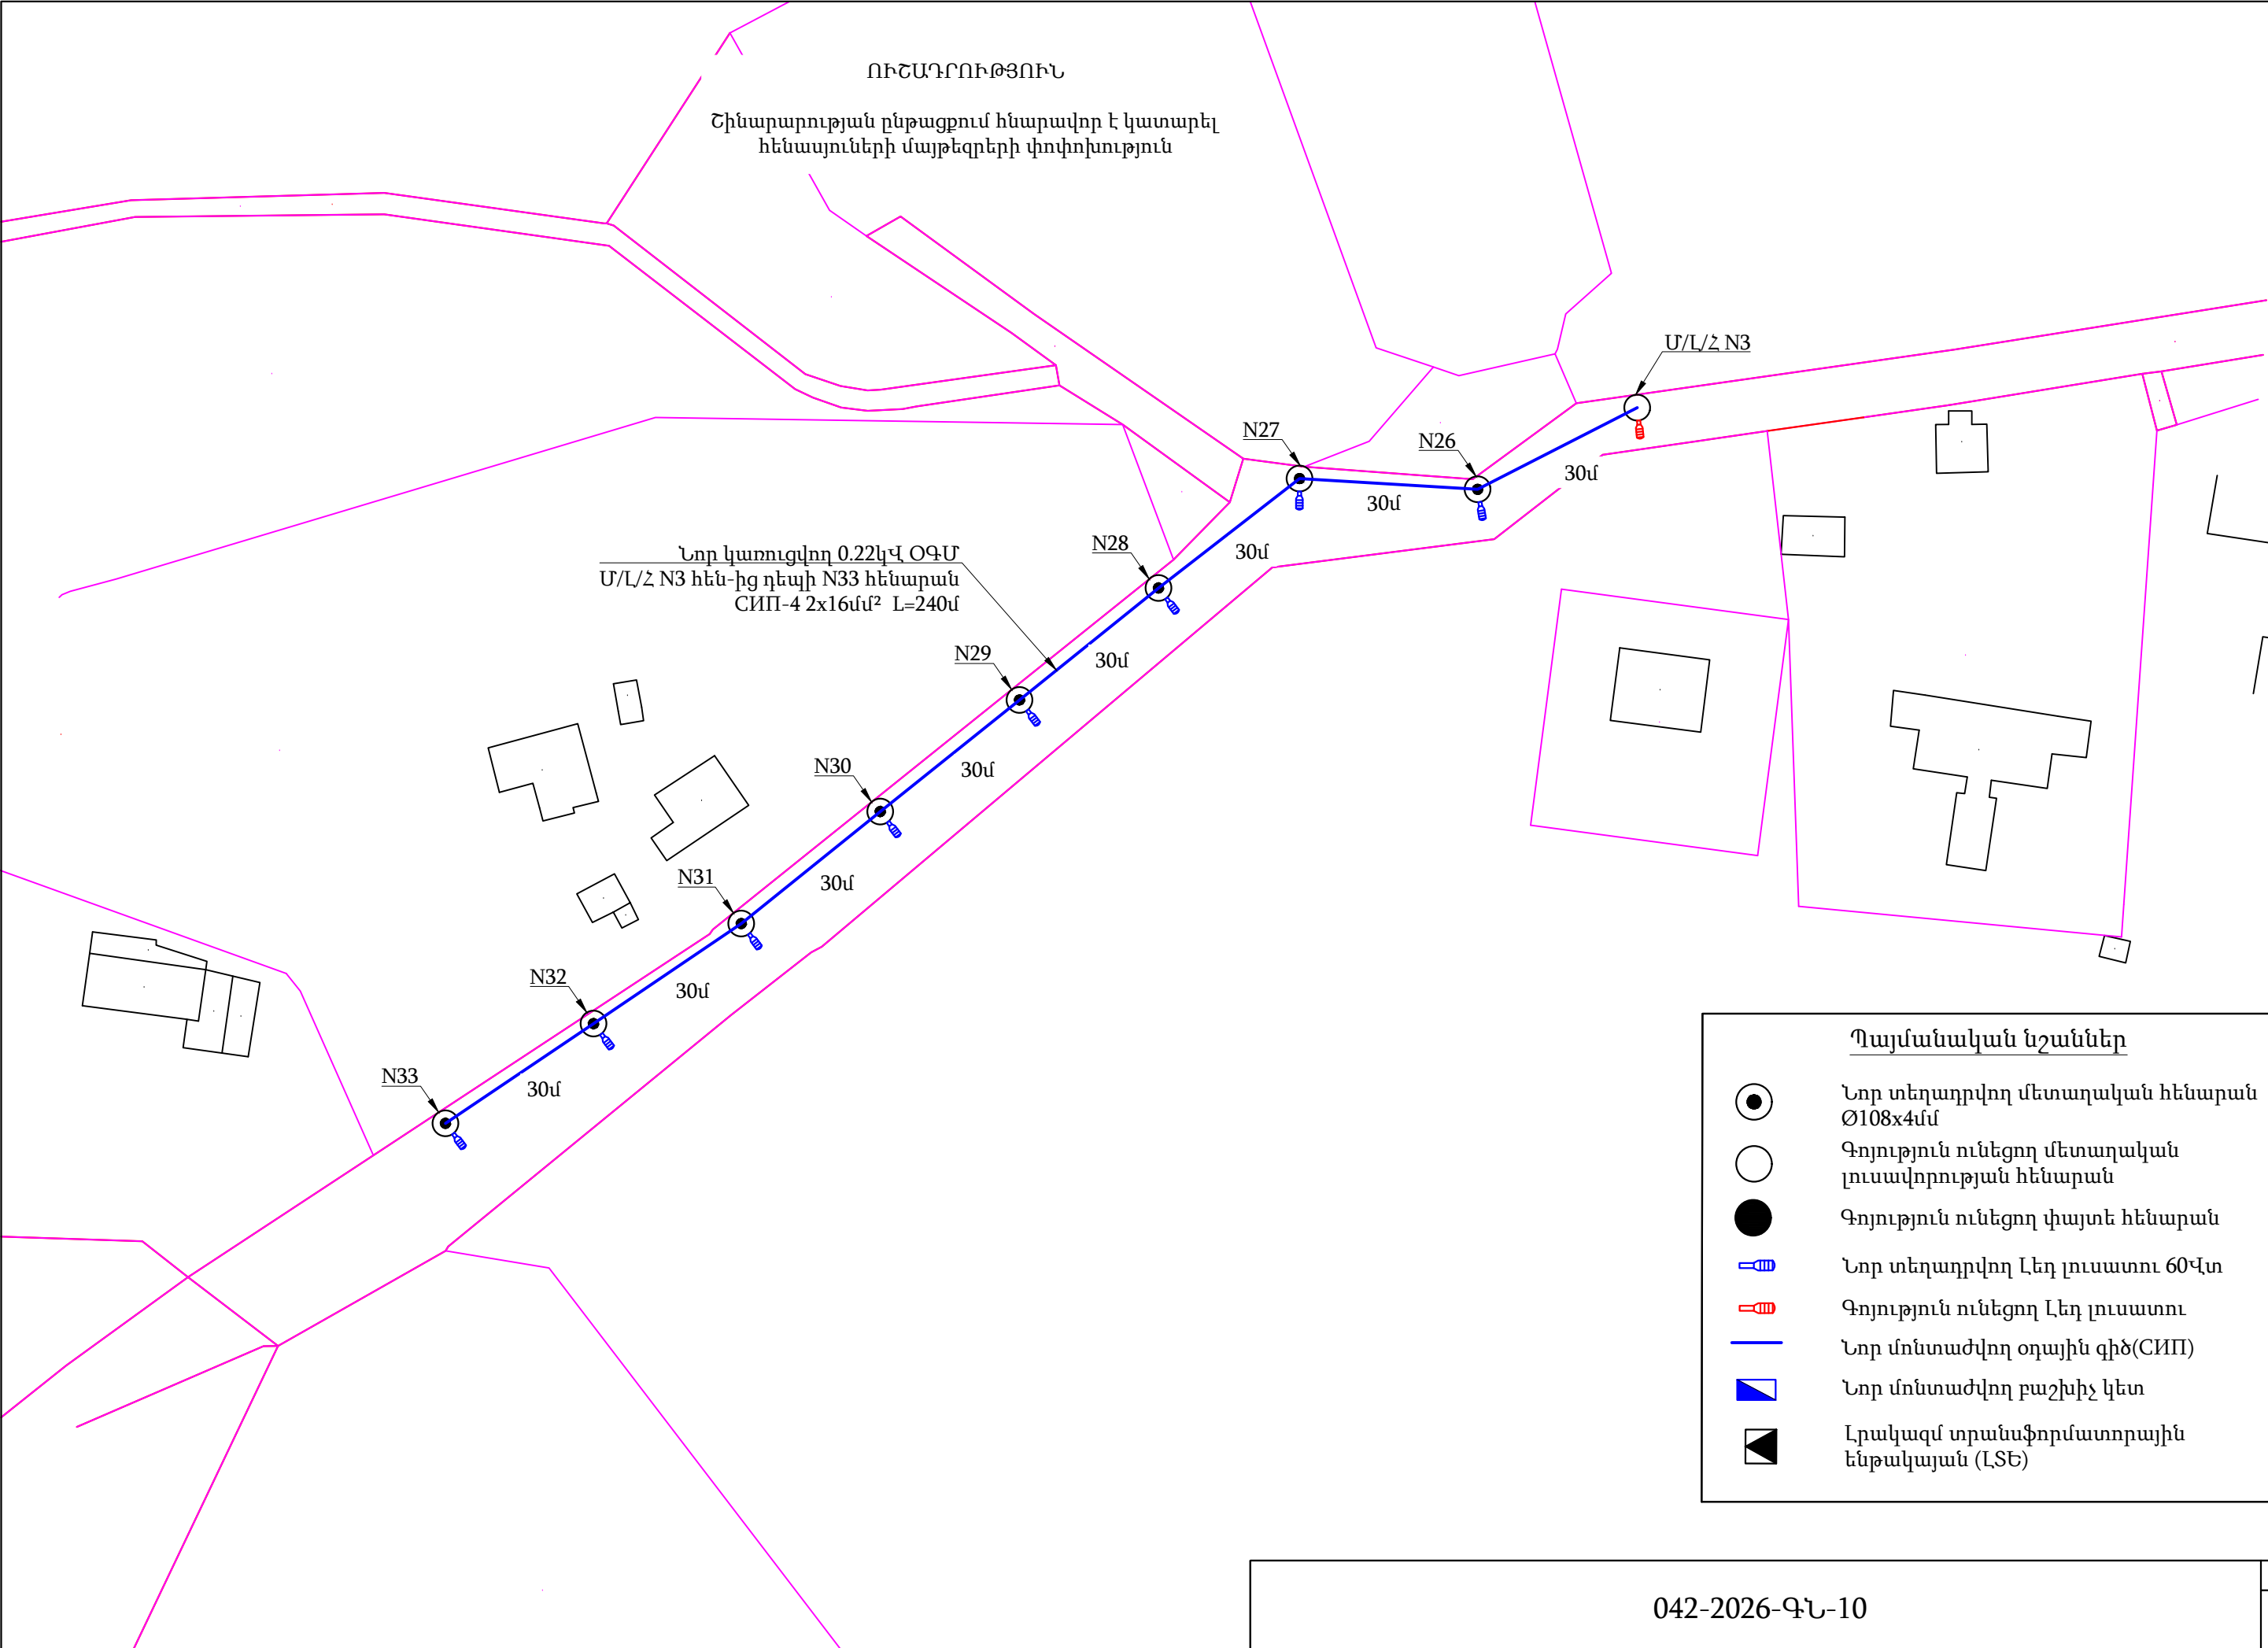 ՈՒՇԱԴՐՈՒԹՅՈՒՆ
Շինարարության ընթացքում հնարավոր է կատարել
հենասյուների մայթեզրերի փոփոխություն
Մ/Լ/Հ N3
N27
N26
30մ
30մ
Նոր կառուցվող 0.22կՎ ՕԳՄ
Մ/Լ/Հ N3 հեն-ից դեպի N33 հենարան
СИП-4 2x16մմ² L=240մ
N28
30մ
N29
30մ
N30
30մ
N31
30մ
N32
30մ
N33
30մ
Պայմանական նշաններ
Նոր տեղադրվող մետաղական հենարան
Ø108x4մմ
Գոյություն ունեցող մետաղական
լուսավորության հենարան
Գոյություն ունեցող փայտե հենարան
Նոր տեղադրվող Լեդ լուսատու 60Վտ
Գոյություն ունեցող Լեդ լուսատու
Նոր մոնտաժվող օդային գիծ(СИП)
Նոր մոնտաժվող բաշխիչ կետ
Լրակազմ տրանսֆորմատորային
ենթակայան (ԼՏԵ)
042-2026-ԳՆ-10